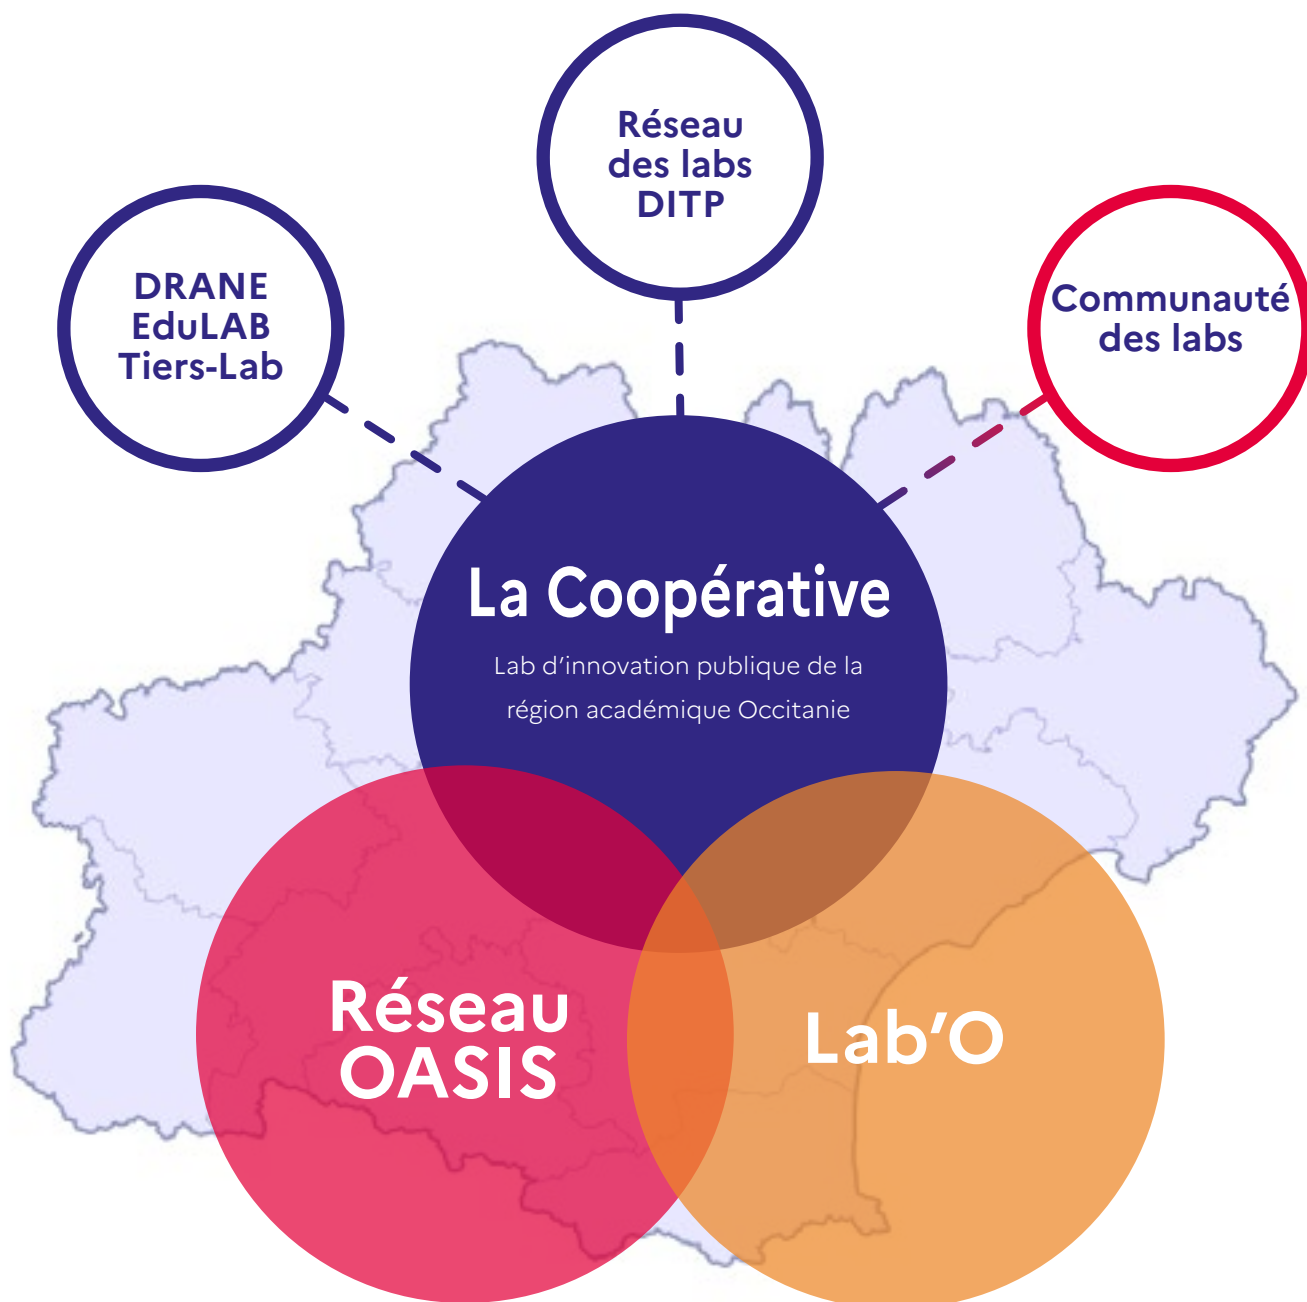 Réseau
des labs
DITP
DRANE
EduLAB
Tiers-Lab
Communauté
des labs
La Coopérative
Lab d'innovation publique de la
région académique Occitanie
Réseau
OASIS
Lab'O